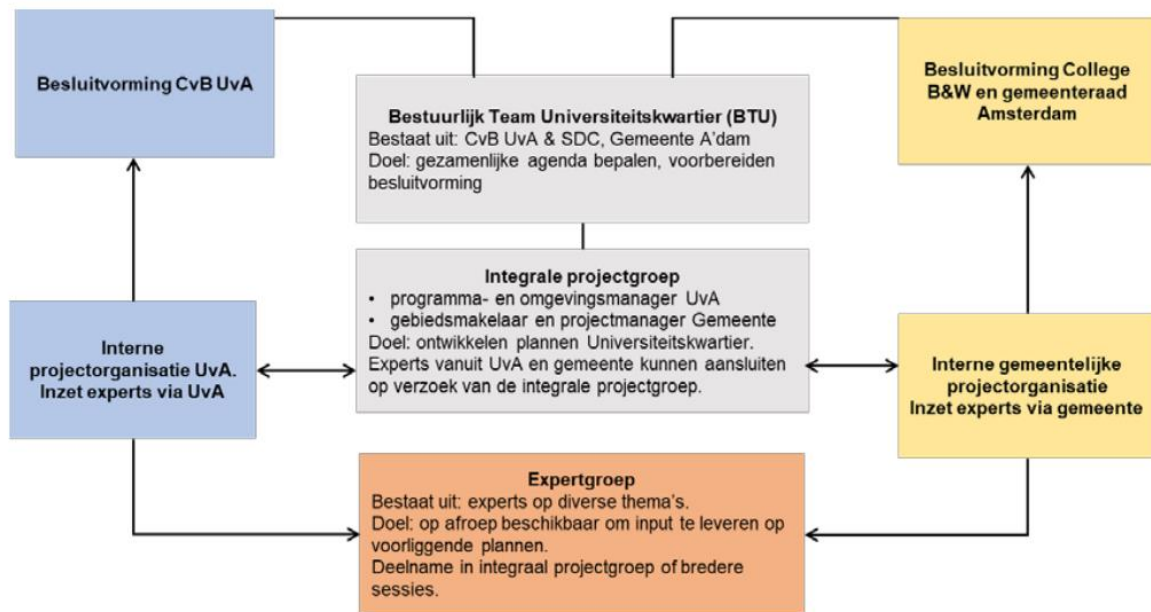 Besluitvorming CvB UvA
Bestuurlijk Team Universiteitskwartier (BTU)
Bestaat uit: CvB UvA & SDC, Gemeente A'dam
Doel: gezamenlijke agenda bepalen, voorbereiden
besluitvorming
Besluitvorming College
B&W en gemeenteraad
Amsterdam
Interne
projectorganisatie UvA.
Inzet experts via UvA
Integrale projectgroep
• programma- en omgevingsmanager UvA
• gebiedsmakelaar en projectmanager Gemeente
Doel: ontwikkelen plannen Universiteitskwartier.
Experts vanuit UvA en gemeente kunnen aansluiten
op verzoek van de integrale projectgroep.
Interne gemeentelijke
projectorganisatie
Inzet experts via gemeente
Expertgroep
Bestaat uit: experts op diverse thema's.
Doel: op afroep beschikbaar om input te leveren op
voorliggende plannen.
Deelname in integraal projectgroep of bredere
sessies.